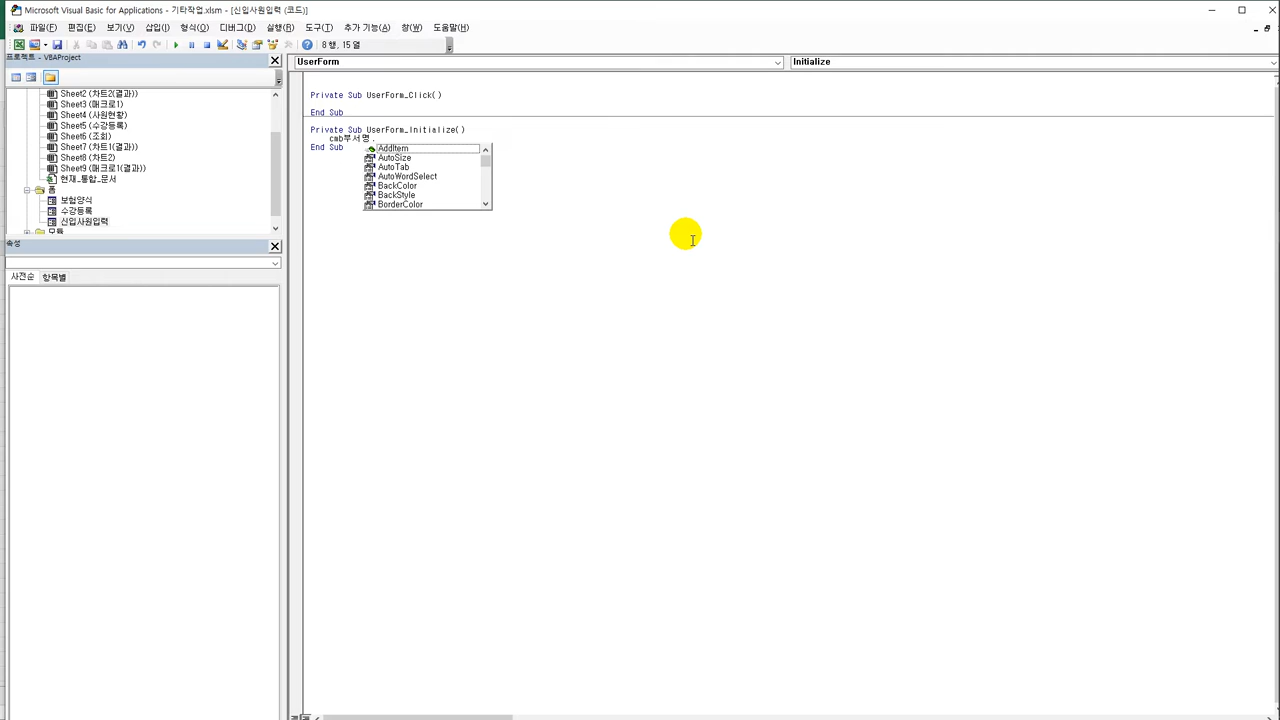 Microsoft Visual Basic for Applications - 기타작업.xlsm - [신입사원입력 (코드)]
파일(F) 편집(E) 보기(V) 삽입(I) 형식(O) 디버그(D) 실행(R) 도구(T) 추가 기능(A) 창(W) 도움말(H)
8 행, 15 열
프로젝트 - VBAProject
Sheet2 (차트2(결과))
Sheet3 (매크로1)
Sheet4 (사원현황)
Sheet5 (수강등록)
Sheet6 (조회)
Sheet7 (차트1(결과))
Sheet8 (차트2)
Sheet9 (매크로1(결과))
현재_통합_문서
폼
보험양식
수강등록
신입사원입력
모듈
속성
사전순 항목별
UserForm
Initialize
Private Sub UserForm_Click()
End Sub
Private Sub UserForm_Initialize()
cmb부서명.
End Sub
AddItem
AutoSize
AutoTab
AutoWordSelect
BackColor
BackStyle
BorderColor